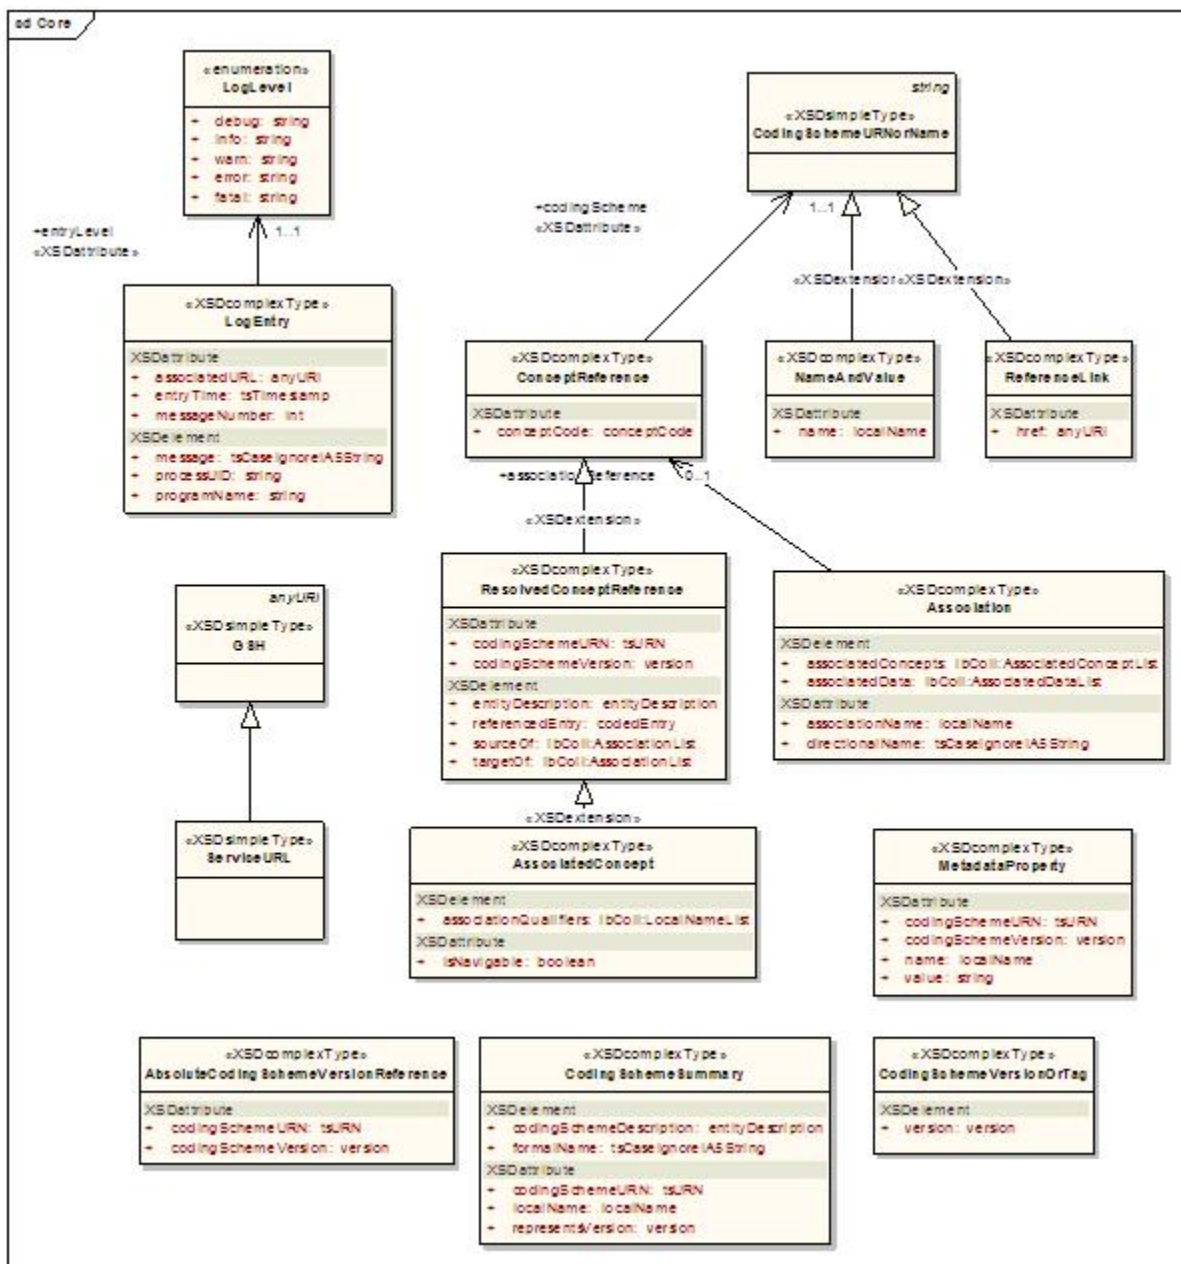 sd Core
«enumeration»
LogLevel
+ debug: string
+ info: string
+ warn: string
+ error: string
+ fatal: string
+entryLevel
«XSDattribute»
1..1
«XSDcomplexType»
LogEntry
XSDattribute
+ associatedURL: anyURI
+ entryTime: tsTimestamp
+ messageNumber: int
XSDelement
+ message: tsCaseIgnoreIA5String
+ processUID: string
+ programName: string
string
«XSDsimpleType»
CodingSchemeURNorName
+codingScheme
«XSDattribute»
1..1
«XSDextension»
«XSDextension»
«XSDcomplexType»
ConceptReference
XSDattribute
+ conceptCode: conceptCode
«XSDcomplexType»
NameAndValue
XSDattribute
+ name: localName
«XSDcomplexType»
ReferenceLink
XSDattribute
+ href: anyURI
+associationReference
0..1
«XSDextension»
«XSDcomplexType»
ResolvedConceptReference
XSDattribute
+ codingSchemeURN: tsURN
+ codingSchemeVersion: version
XSDelement
+ entityDescription: entityDescription
+ referencedEntry: codedEntry
+ sourceOf: lbColl:AssociationList
+ targetOf: lbColl:AssociationList
«XSDcomplexType»
Association
XSDelement
+ associatedConcepts: lbColl:AssociatedConceptList
+ associatedData: lbColl:AssociatedDataList
XSDattribute
+ associationName: localName
+ directionalName: tsCaseIgnoreIA5String
anyURI
«XSDsimpleType»
GSH
«XSDsimpleType»
ServiceURL
«XSDextension»
«XSDcomplexType»
AssociatedConcept
XSDelement
+ associationQualifiers: lbColl:LocalNameList
XSDattribute
+ isNavigable: boolean
«XSDcomplexType»
MetadataProperty
XSDattribute
+ codingSchemeURN: tsURN
+ codingSchemeVersion: version
+ name: localName
+ value: string
«XSDcomplexType»
AbsoluteCodingSchemeVersionReference
XSDattribute
+ codingSchemeURN: tsURN
+ codingSchemeVersion: version
«XSDcomplexType»
CodingSchemeSummary
XSDelement
+ codingSchemeDescription: entityDescription
+ formalName: tsCaseIgnoreIA5String
XSDattribute
+ codingSchemeURN: tsURN
+ localName: localName
+ representsVersion: version
«XSDcomplexType»
CodingSchemeVersionOrTag
XSDelement
+ version: version